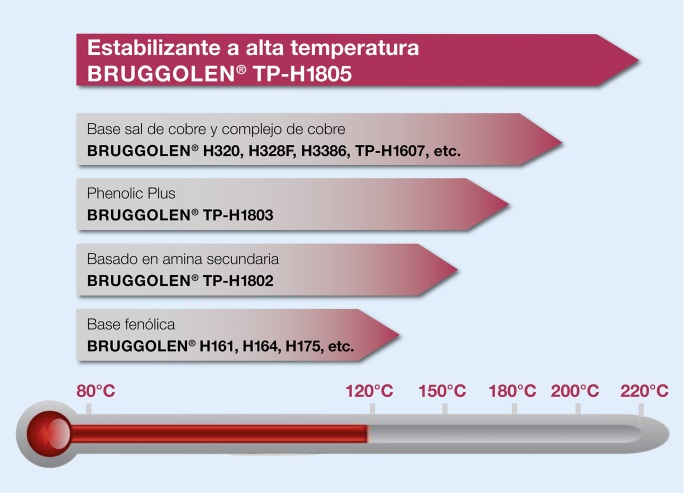 Estabilizante a alta temperatura
BRUGGOLEN® TP-H1805
Base sal de cobre y complejo de cobre
BRUGGOLEN® H320, H328F, H3386, TP-H1607, etc.
Phenolic Plus
BRUGGOLEN® TP-H1803
Basado en amina secundaria
BRUGGOLEN® TP-H1802
Base fenólica
BRUGGOLEN® H161, H164, H175, etc.
80°C 120°C 150°C 180°C 200°C 220°C